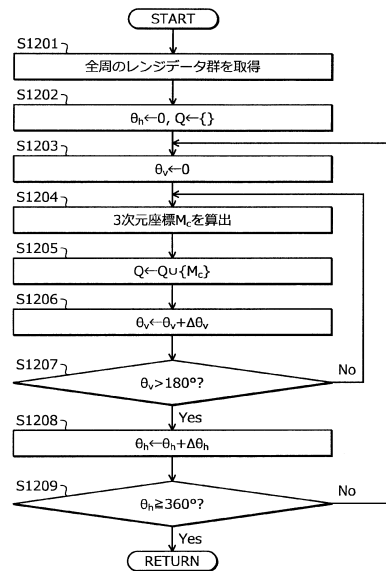 START
S1201
全周のレンジデータ群を取得
S1202
θh←0, Q←{}
S1203
θv←0
S1204
3次元座標Mcを算出
S1205
Q←Q∪{Mc}
S1206
θv←θv+Δθv
S1207
θv>180°?
No
Yes
S1208
θh←θh+Δθh
S1209
θh≧360°?
No
Yes
RETURN